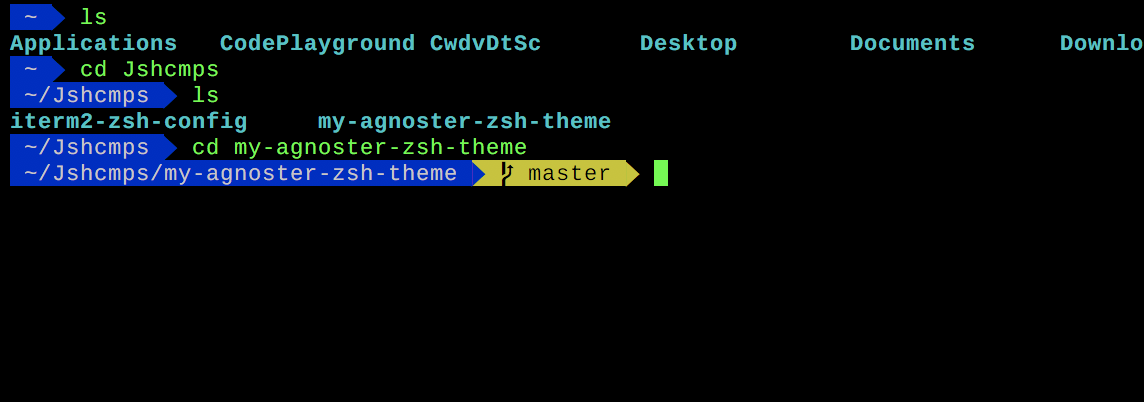 ~ ls
Applications CodePlayground CwdvDtSc Desktop Documents Downlo
~ cd Jshcmps
~/Jshcmps ls
iterm2-zsh-config my-agnoster-zsh-theme
~/Jshcmps cd my-agnoster-zsh-theme
~/Jshcmps/my-agnoster-zsh-theme master